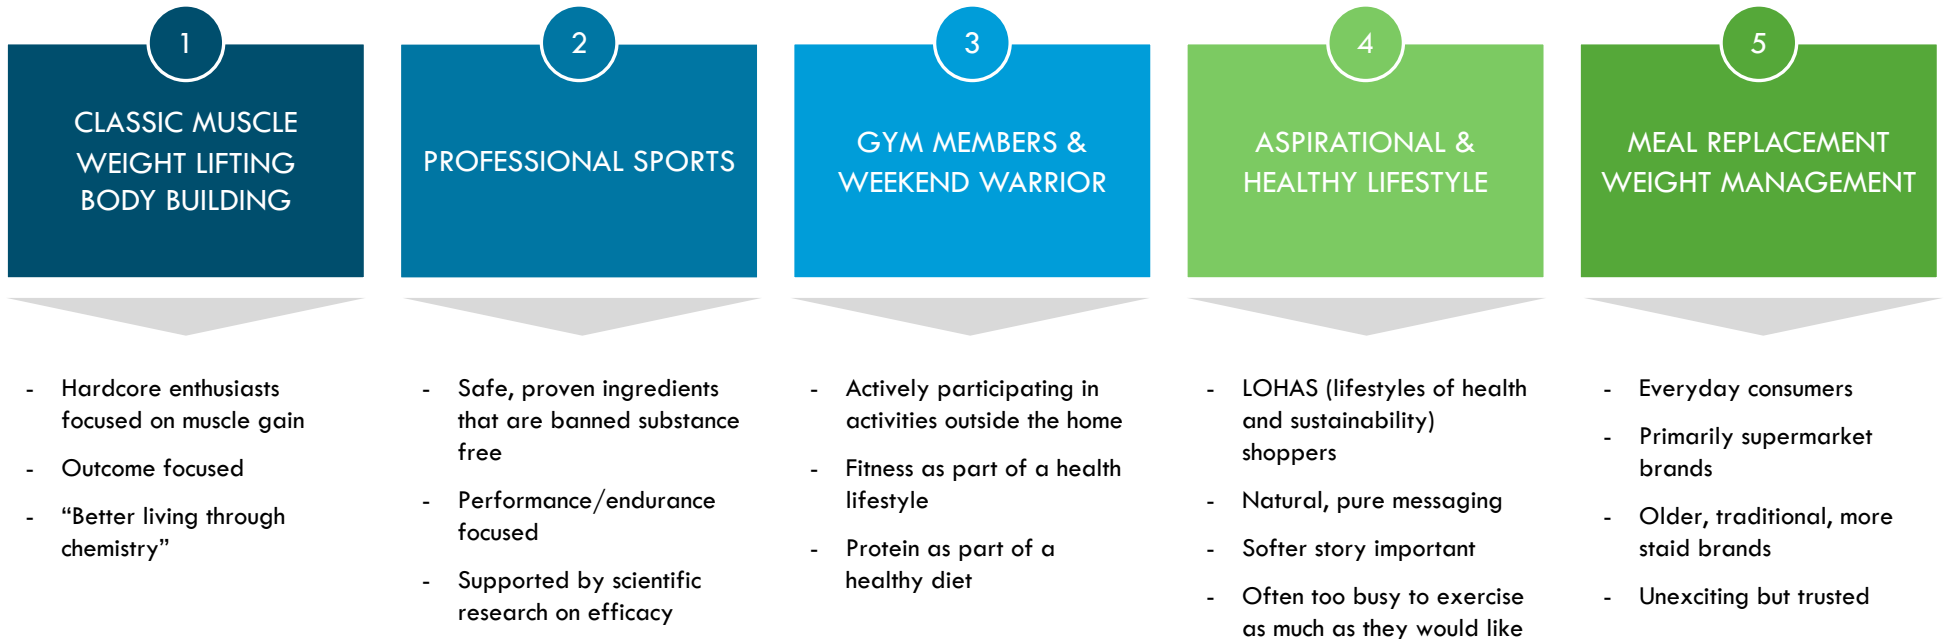 1
CLASSIC MUSCLE
WEIGHT LIFTING
BODY BUILDING
- Hardcore enthusiasts
focused on muscle gain
- Outcome focused
- “Better living through
chemistry”
2
PROFESSIONAL SPORTS
- Safe, proven ingredients
that are banned substance
free
- Performance/endurance
focused
- Supported by scientific
research on efficacy
3
GYM MEMBERS &
WEEKEND WARRIOR
- Actively participating in
activities outside the home
- Fitness as part of a health
lifestyle
- Protein as part of a
healthy diet
4
ASPIRATIONAL &
HEALTHY LIFESTYLE
- LOHAS (lifestyles of health
and sustainability)
shoppers
- Natural, pure messaging
- Softer story important
- Often too busy to exercise
as much as they would like
5
MEAL REPLACEMENT
WEIGHT MANAGEMENT
- Everyday consumers
- Primarily supermarket
brands
- Older, traditional, more
staid brands
- Unexciting but trusted